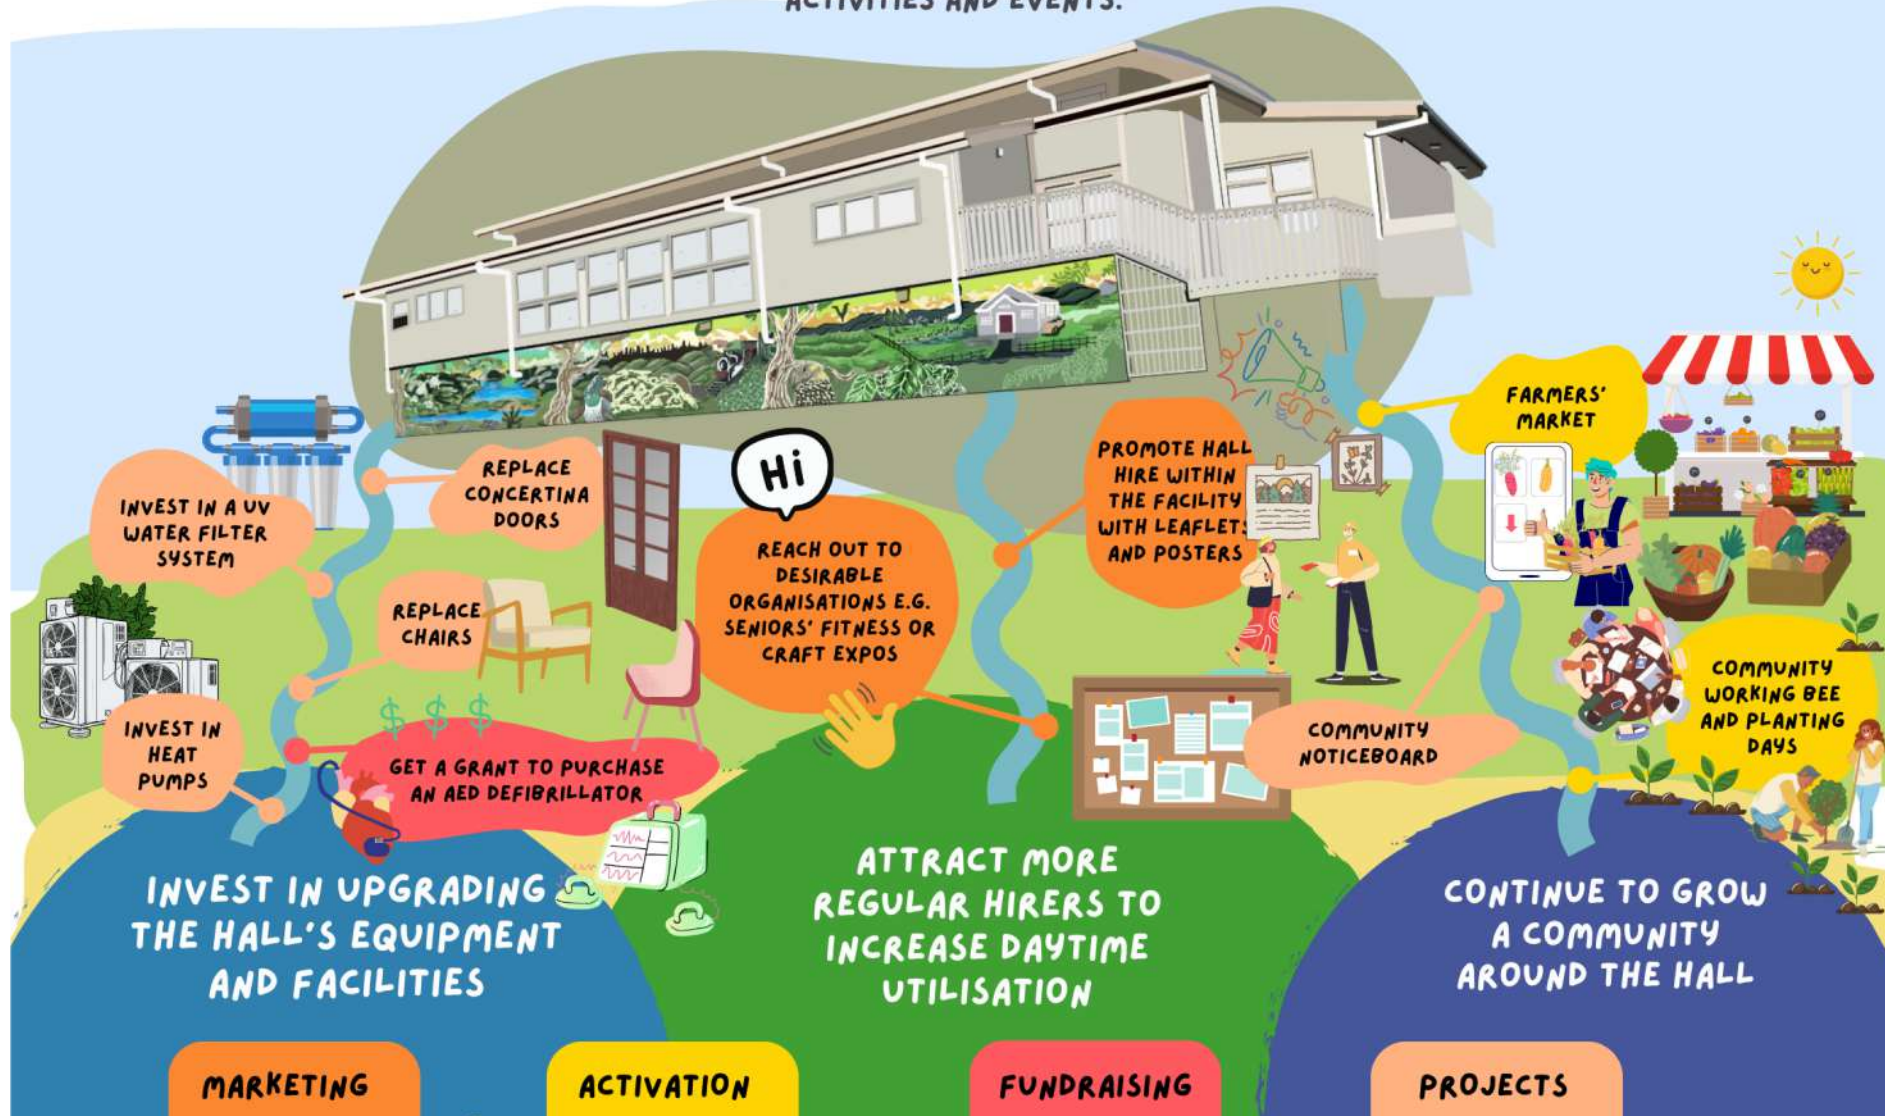 ACTIVITIES AND EVENTS.
FARMERS'
MARKET
REPLACE
CONCERTINA
DOORS
Hi
PROMOTE HALL
HIRE WITHIN
THE FACILITY
WITH LEAFLETS
AND POSTERS
INVEST IN A UV
WATER FILTER
SYSTEM
REACH OUT TO
DESIRABLE
ORGANISATIONS E.G.
SENIORS' FITNESS OR
CRAFT EXPOS
REPLACE
CHAIRS
COMMUNITY
WORKING BEE
AND PLANTING
DAYS
INVEST IN
HEAT
PUMPS
$ $ $
GET A GRANT TO PURCHASE
AN AED DEFIBRILLATOR
COMMUNITY
NOTICEBOARD
INVEST IN UPGRADING
THE HALL'S EQUIPMENT
AND FACILITIES
ATTRACT MORE
REGULAR HIRERS TO
INCREASE DAYTIME
UTILISATION
CONTINUE TO GROW
A COMMUNITY
AROUND THE HALL
MARKETING
ACTIVATION
FUNDRAISING
PROJECTS